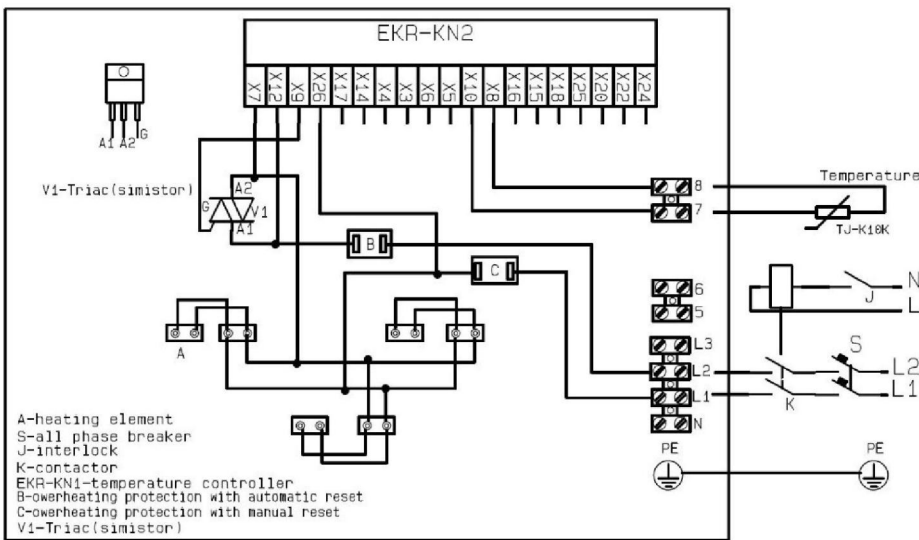 EKR-KN2
X7 X12 X9 X26 X17 X14 X4 X3 X6 X5 X10 X8 X16 X15 X18 X25 X20 X22 X24
A1 A2 G
V1-Triac(simistor)
A2
G
V1
A1
B
C
A
8
7
6
5
L3
L2
L1
N
PE
Temperature
TJ-K10K
N
J
L
S
L2
L1
K
PE
A-heating element
S-all phase breaker
J-interlock
K-contactor
EKR-KN1-temperature controller
B-owerheating protection with automatic reset
C-owerheating protection with manual reset
V1-Triac(simistor)